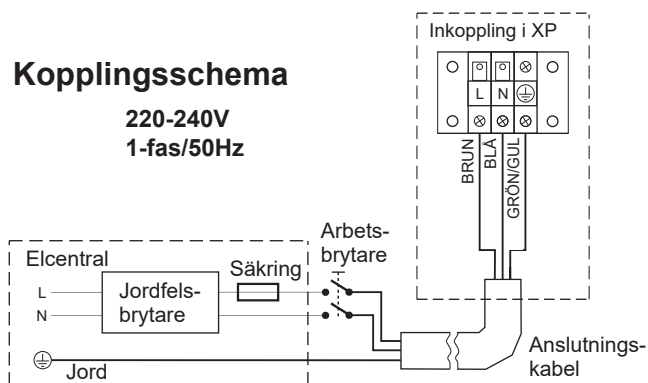 Kopplingsschema
220-240V
1-fas/50Hz
Inkoppling i XP
L N
BRUN
BLÅ
GRÖN/GUL
Arbets-
brytare
Elcentral
Säkring
L
Jordfels-
brytare
N
Jord
Anslutnings-
kabel